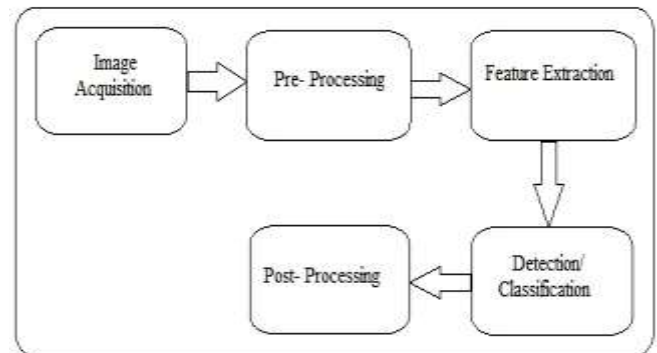 Image
Acquisition
Pre- Processing
Feature Extraction
Detection/
Classification
Post- Processing